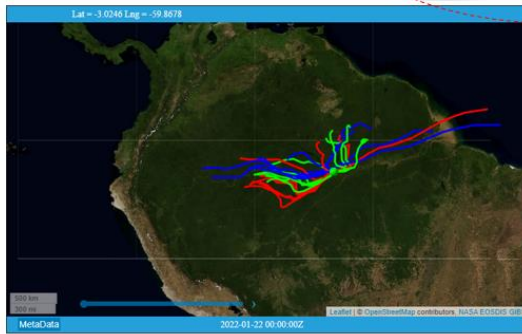 Lat = -3.0246 Lng = -59.8678
500 km
300 mi
Leaflet | © OpenStreetMap contributors, NASA EOSDIS GIB
MetaData
2022-01-22 00:00:00Z